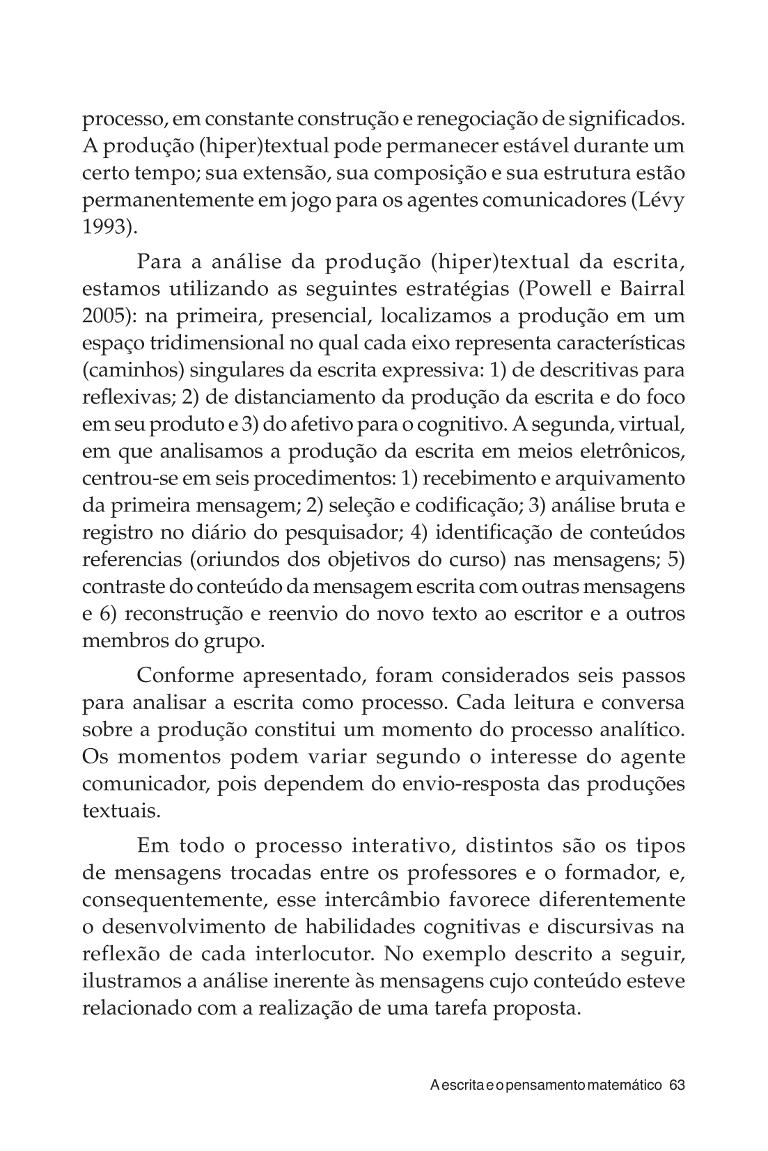 processo, em constante construção e renegociação de significados.
A produção (hiper)textual pode permanecer estável durante um
certo tempo; sua extensão, sua composição e sua estrutura estão
permanentemente em jogo para os agentes comunicadores (Lévy
1993).
Para a análise da produção (hiper)textual da escrita,
estamos utilizando as seguintes estratégias (Powell e Bairral
2005): na primeira, presencial, localizamos a produção em um
espaço tridimensional no qual cada eixo representa características
(caminhos) singulares da escrita expressiva: 1) de descritivas para
reflexivas; 2) de distanciamento da produção da escrita e do foco
em seu produto e 3) do afetivo para o cognitivo. A segunda, virtual,
em que analisamos a produção da escrita em meios eletrônicos,
centrou-se em seis procedimentos: 1) recebimento e arquivamento
da primeira mensagem; 2) seleção e codificação; 3) análise bruta e
registro no diário do pesquisador; 4) identificação de conteúdos
referencias (oriundos dos objetivos do curso) nas mensagens; 5)
contraste do conteúdo da mensagem escrita com outras mensagens
e 6) reconstrução e reenvio do novo texto ao escritor e a outros
membros do grupo.
Conforme apresentado, foram considerados seis passos
para analisar a escrita como processo. Cada leitura e conversa
sobre a produção constitui um momento do processo analítico.
Os momentos podem variar segundo o interesse do agente
comunicador, pois dependem do envio-resposta das produções
textuais.
Em todo o processo interativo, distintos são os tipos
de mensagens trocadas entre os professores e o formador, e,
consequentemente, esse intercâmbio favorece diferentemente
o desenvolvimento de habilidades cognitivas e discursivas na
reflexão de cada interlocutor. No exemplo descrito a seguir,
ilustramos a análise inerente às mensagens cujo conteúdo esteve
relacionado com a realização de uma tarefa proposta.
A escrita e o pensamento matemático 63